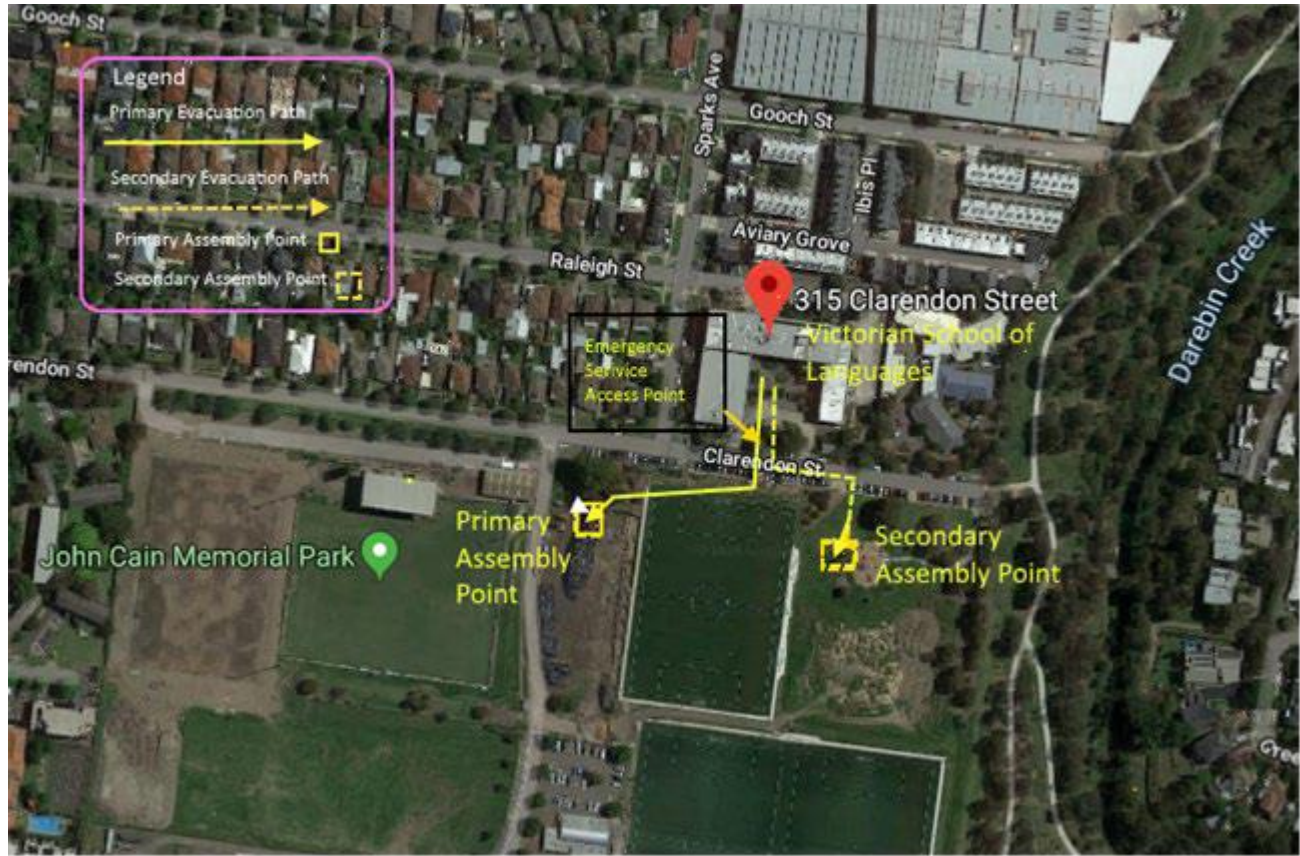 Gooch St
Legend
Primary Evacuation Path
Secondary Evacuation Path
Primary Assembly Point
Secondary Assembly Point
Sparks Ave
Gooch St
Ibis Pl
Aviary Grove
Raleigh St
Darebin Creek
315 Clarendon Street
Victorian School of
Languages
Emergency
Serivice
Access Point
rendon St
Clarendon St
Primary
Assembly
Point
Secondary
Assembly Point
John Cain Memorial Park
Gree